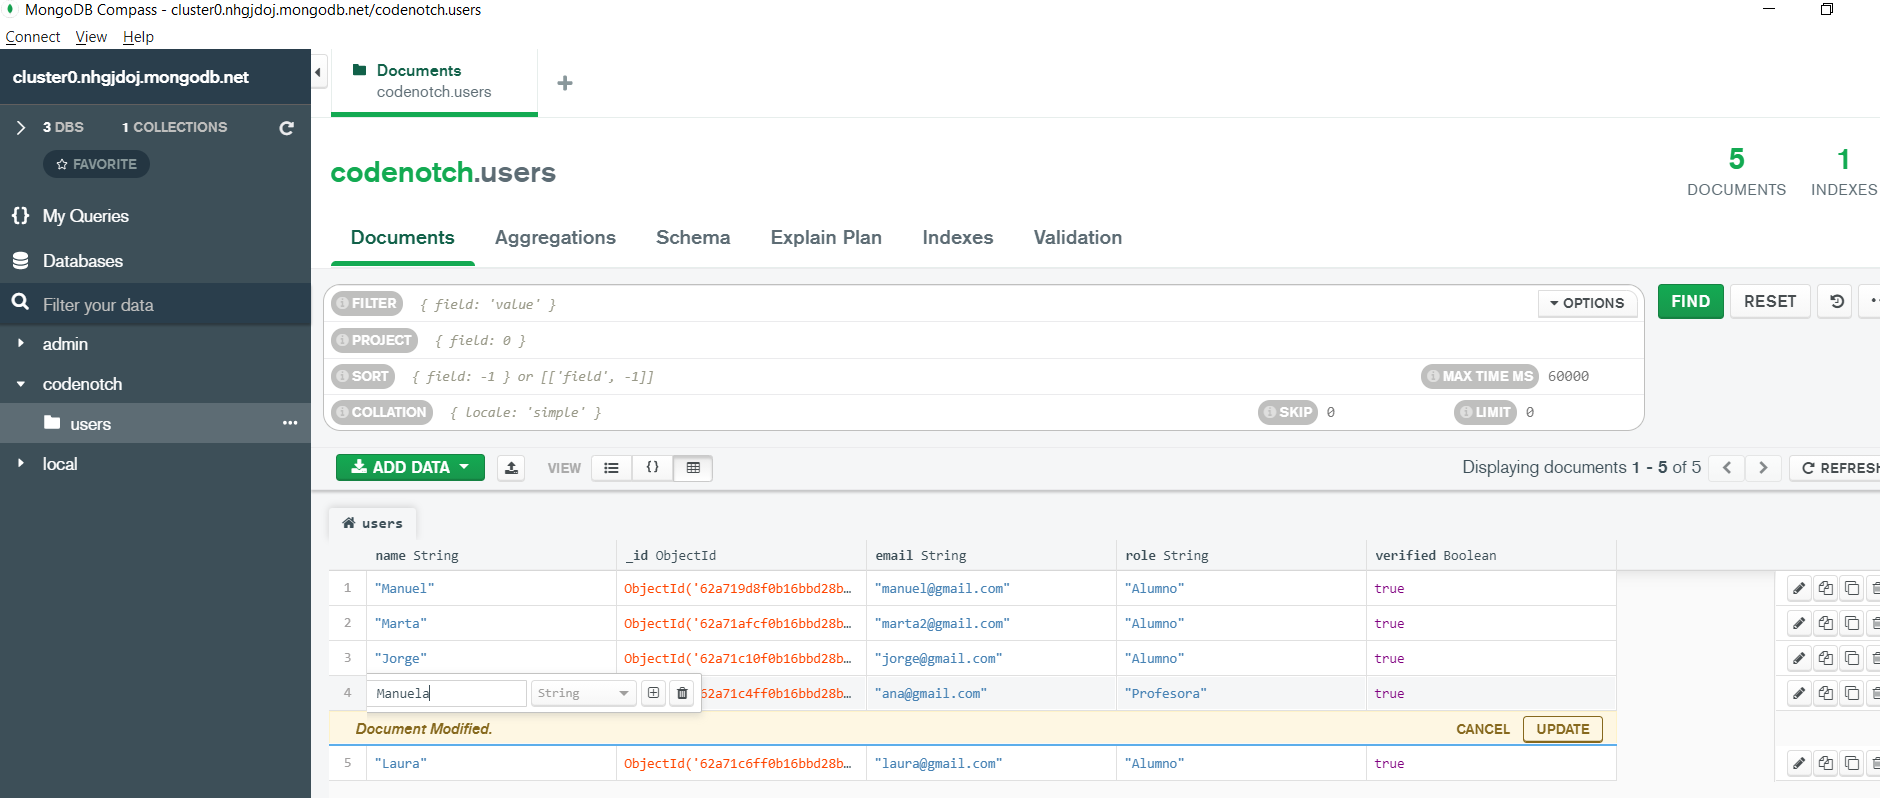 MongoDB Compass - cluster0.nhgjdoj.mongodb.net/codenotch.users
Connect View Help
cluster0.nhgjdoj.mongodb.net
Documents
codenotch.users
3 DBS 1 COLLECTIONS
FAVORITE
codenotch.users
5 1
DOCUMENTS INDEXES
{} My Queries
Documents Aggregations Schema Explain Plan Indexes Validation
Databases
Filter your data
FILTER { field: 'value' } OPTIONS FIND RESET
PROJECT { field: 0 }
admin
SORT { field: -1 } or [['field', -1]] MAX TIME MS 60000
codenotch
COLLATION { locale: 'simple' } SKIP 0 LIMIT 0
users
local
ADD DATA VIEW {} Displaying documents 1 - 5 of 5 REFRESH
users
name String _id ObjectId email String role String verified Boolean
1 "Manuel" ObjectId('62a719d8f0b16bbd28b… "manuel@gmail.com" "Alumno" true
2 "Marta" ObjectId('62a71afcf0b16bbd28b… "marta2@gmail.com" "Alumno" true
3 "Jorge" ObjectId('62a71c10f0b16bbd28b… "jorge@gmail.com" "Alumno" true
4 Manuela String 62a71c4ff0b16bbd28b… "ana@gmail.com" "Profesora" true
Document Modified. CANCEL UPDATE
5 "Laura" ObjectId('62a71c6ff0b16bbd28b… "laura@gmail.com" "Alumno" true